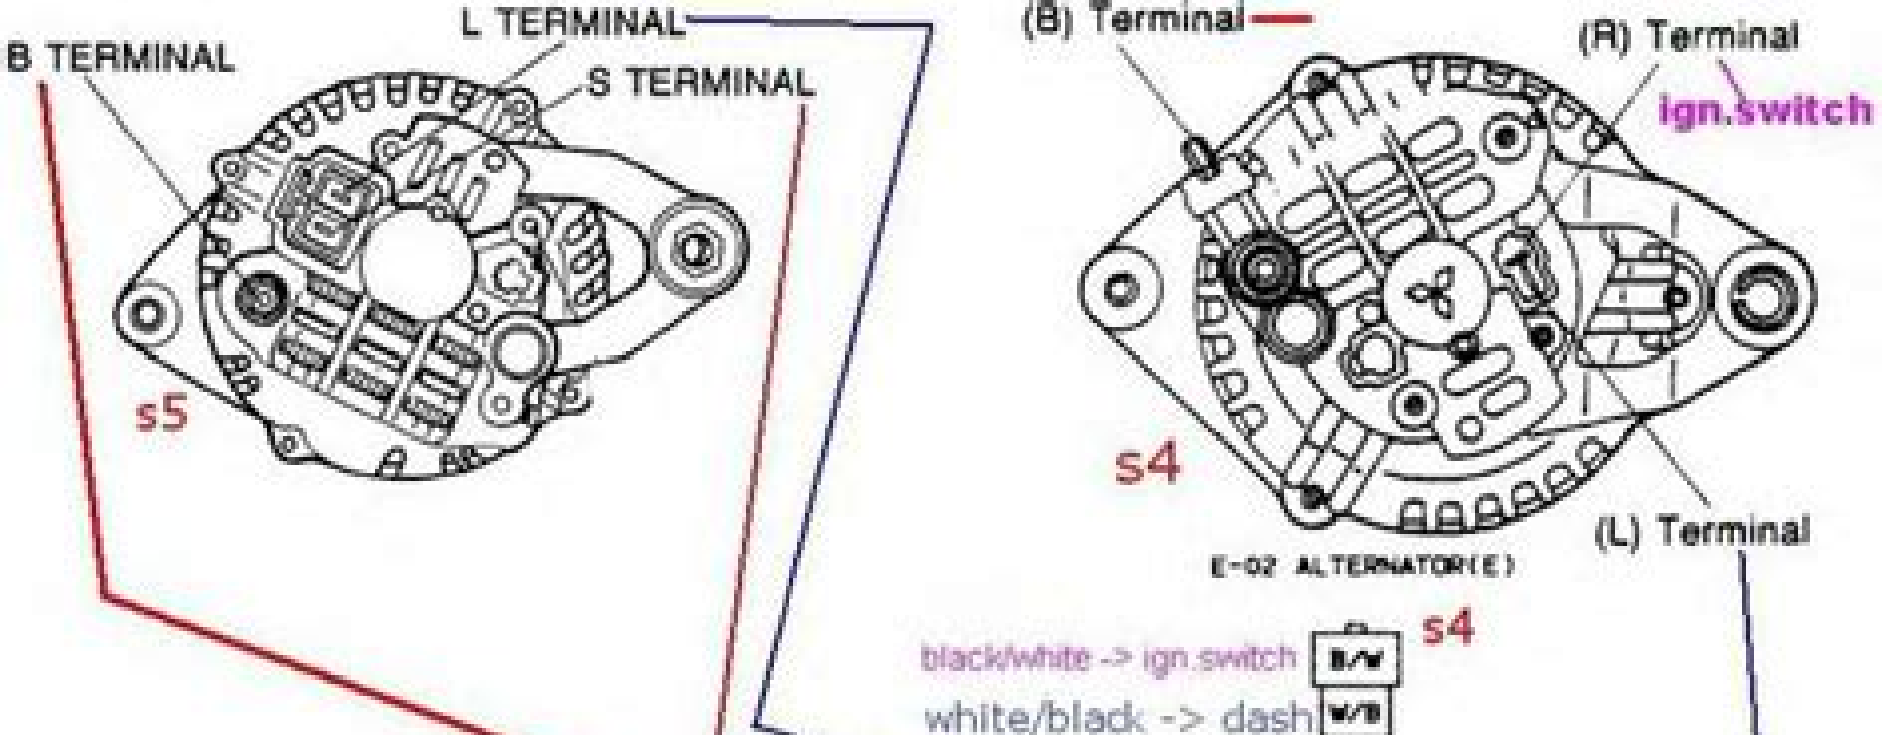 L TERMINAL
B TERMINAL
S TERMINAL
s5
(B) Terminal
(R) Terminal
ign.switch
s4
(L) Terminal
E-02 ALTERNATOR(E)
s4
black/white -> ign.switch
B/W
white/black -> dash
W/B